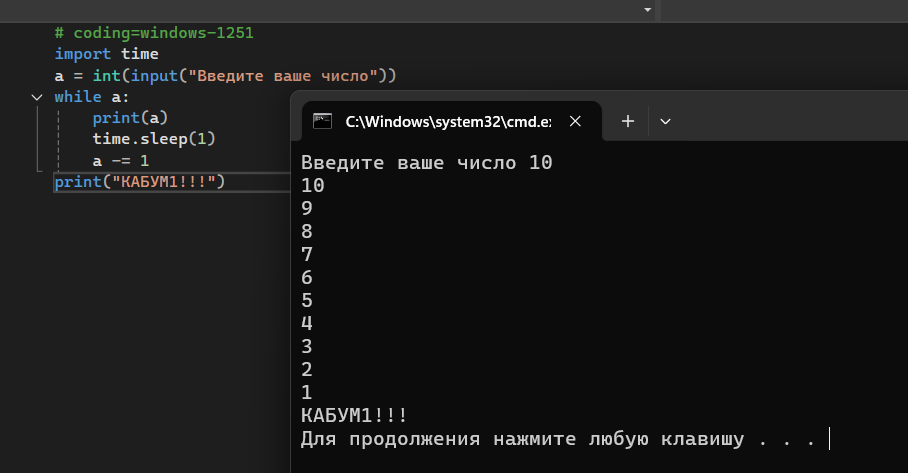 # coding=windows-1251
import time
a = int(input("Введите ваше число"))
while a:
print(a)
time.sleep(1)
a -= 1
print("КАБУМ1!!!")
C:\Windows\system32\cmd.ex
Введите ваше число 10
10
9
8
7
6
5
4
3
2
1
КАБУМ1!!!
Для продолжения нажмите любую клавишу . . .